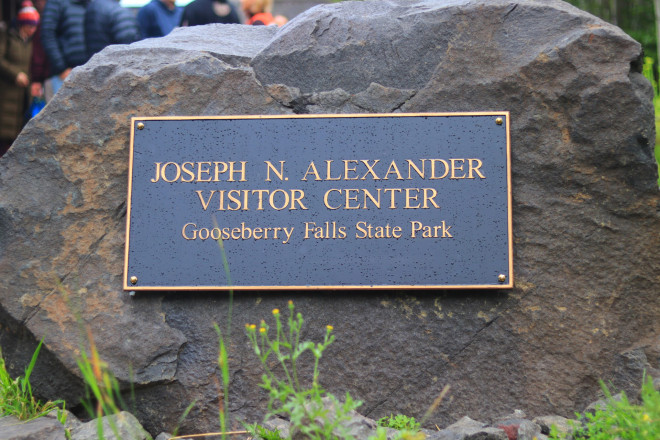 JOSEPH N. ALEXANDER
VISITOR CENTER
Gooseberry Falls State Park